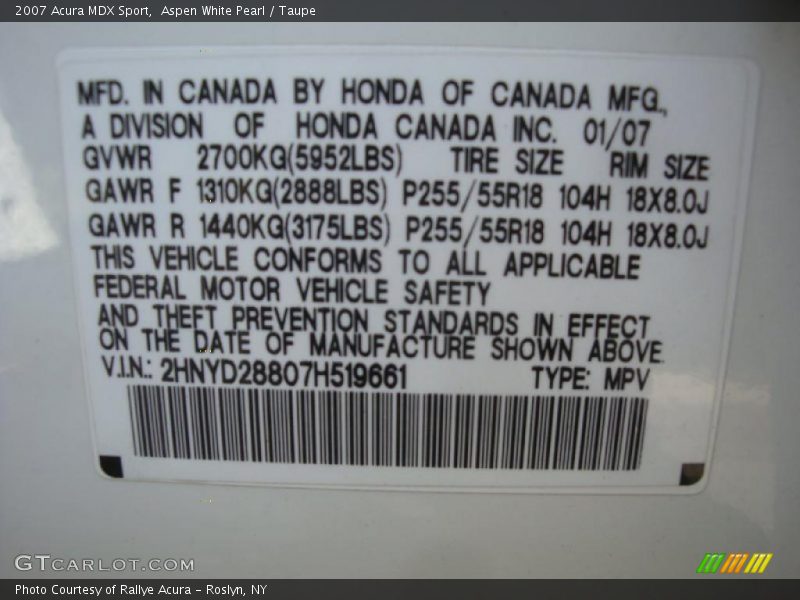 2007 Acura MDX Sport,  Aspen White Pearl / Taupe
MFD. IN CANADA BY HONDA OF CANADA MFG.,
A DIVISION OF HONDA CANADA INC. 01/07
GVWR 2700KG(5952LBS) TIRE SIZE RIM SIZE
GAWR F 1310KG(2888LBS) P255/55R18 104H 18X8.0J
GAWR R 1440KG(3175LBS) P255/55R18 104H 18X8.0J
THIS VEHICLE CONFORMS TO ALL APPLICABLE
FEDERAL MOTOR VEHICLE SAFETY
AND THEFT PREVENTION STANDARDS IN EFFECT
ON THE DATE OF MANUFACTURE SHOWN ABOVE.
V.I.N.: 2HNYD28807H519661 TYPE: MPV
GTCARLOT.COM
Photo Courtesy of Rallye Acura – Roslyn, NY